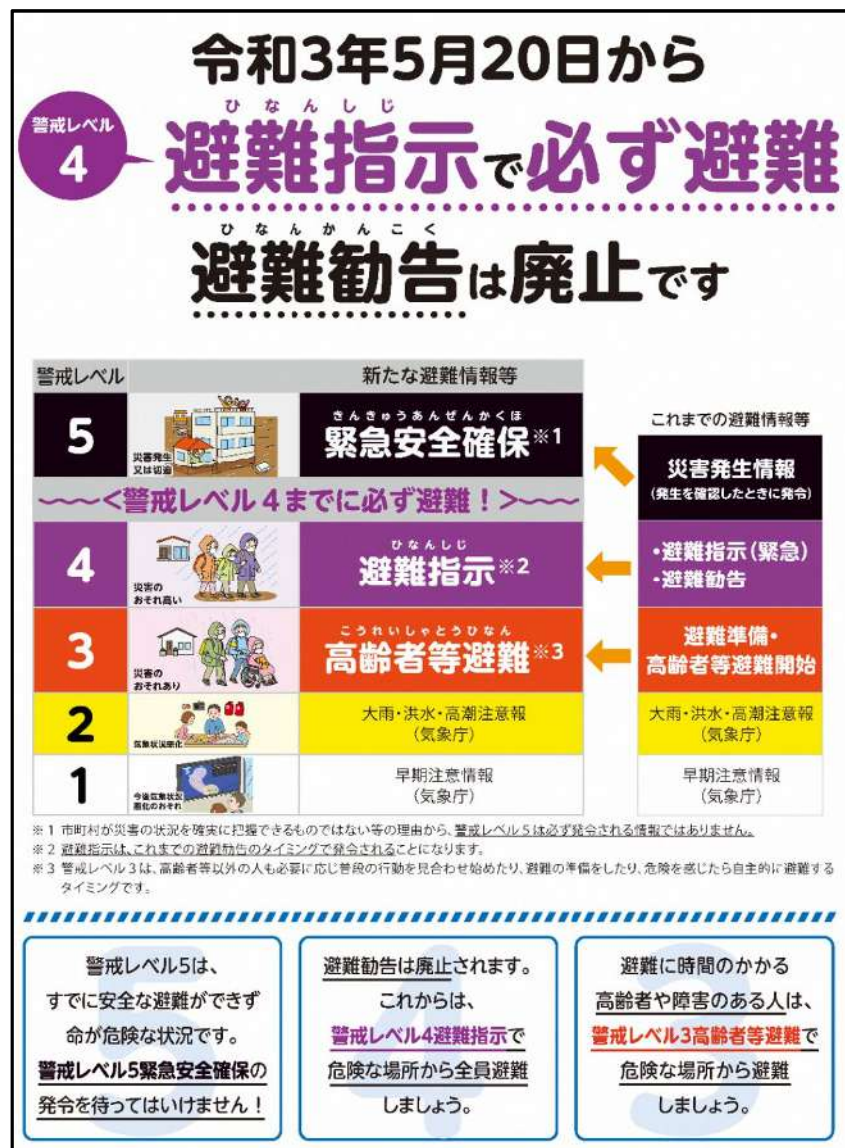 令和3年5月20日から
警戒レベル
4
ひなんしじ
避難指示で必ず避難
ひなんかんこく
避難勧告は廃止です
警戒レベル
新たな避難情報等
これまでの避難情報等
5
災害発生
又は切迫
きんきゅうあんぜんかくほ
緊急安全確保※1
災害発生情報
(発生を確認したときに発令)
〜〜〜<警戒レベル4までに必ず避難!>〜〜〜
4
災害の
おそれ高い
ひなんしじ
避難指示※2
・避難指示(緊急)
・避難勧告
3
災害の
おそれあり
こうれいしゃとうひなん
高齢者等避難※3
避難準備・
高齢者等避難開始
2
気象状況悪化
大雨・洪水・高潮注意報
(気象庁)
大雨・洪水・高潮注意報
(気象庁)
1
今後気象状況
悪化のおそれ
早期注意情報
(気象庁)
早期注意情報
(気象庁)
※1 市町村が災害の状況を確実に把握できるものではない等の理由から、警戒レベル5は必ず発令される情報ではありません。
※2 避難指示は、これまでの避難勧告のタイミングで発令されることになります。
※3 警戒レベル3は、高齢者等以外の人も必要に応じ普段の行動を見合わせ始めたり、避難の準備をしたり、危険を感じたら自主的に避難する
タイミングです。
5
警戒レベル5は、
すでに安全な避難ができず
命が危険な状況です。
警戒レベル5緊急安全確保の
発令を待ってはいけません!
4
避難勧告は廃止されます。
これからは、
警戒レベル4避難指示で
危険な場所から全員避難
しましょう。
3
避難に時間のかかる
高齢者や障害のある人は、
警戒レベル3高齢者等避難で
危険な場所から避難
しましょう。